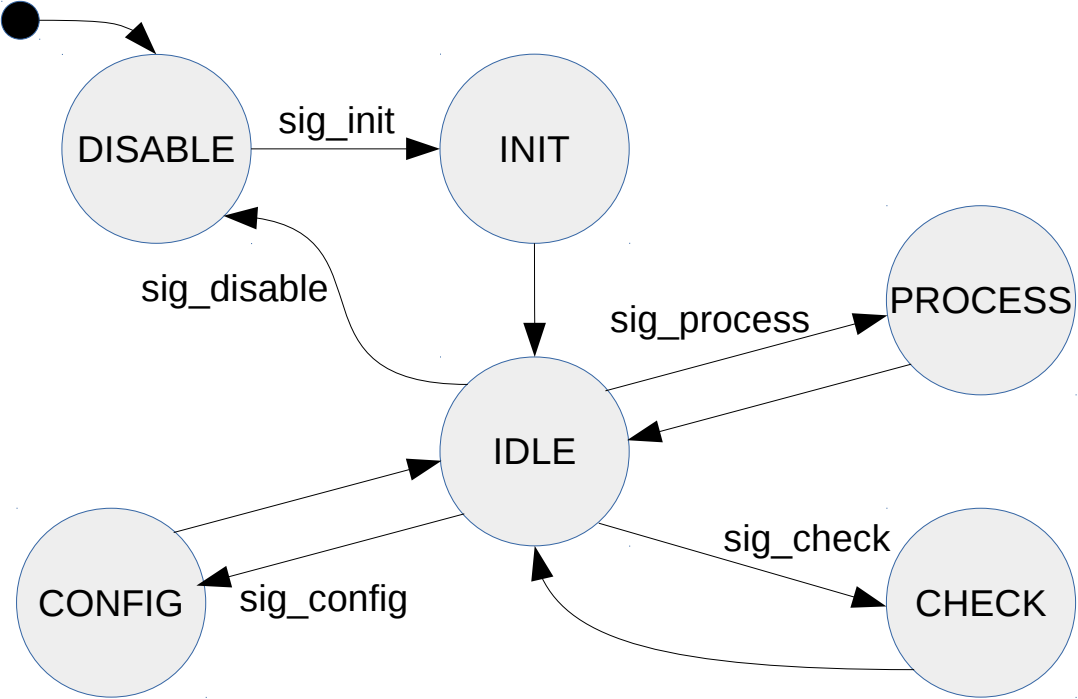 sig_init
DISABLE
INIT
sig_disable
PROCESS
sig_process
IDLE
sig_check
sig_config
CONFIG
CHECK